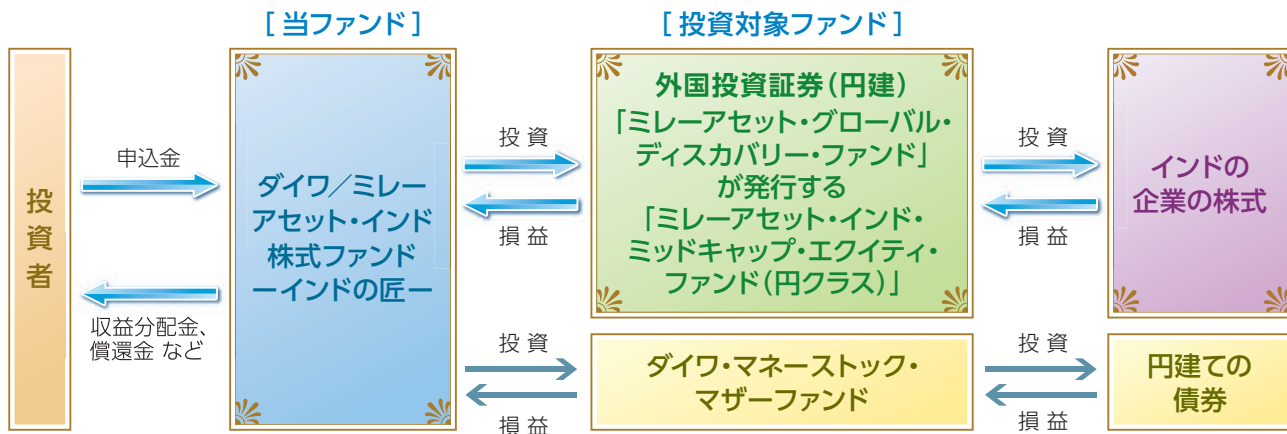 [当ファンド]
[投資対象ファンド]
投資者
申込金
収益分配金、
償還金 など
ダイワ／ミレー
アセット・インド
株式ファンド
－インドの匠－
投 資
損 益
外国投資証券(円建)
「ミレーアセット・グローバル・
ディスカバリー・ファンド」
が発行する
「ミレーアセット・インド・
ミッドキャップ・エクイティ・
ファンド(円クラス)」
投 資
損 益
インドの
企業の株式
投 資
損 益
ダイワ・マネーストック・
マザーファンド
投 資
損 益
円建ての
債券